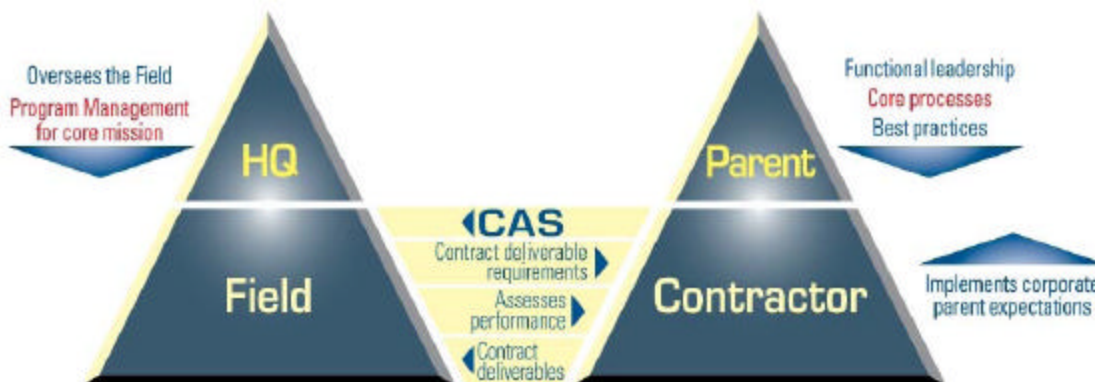 Oversees the Field
Program Management
for core mission
HQ
Field
CAS
Contract deliverable
requirements
Assesses
performance
Contract
deliverables
Functional leadership
Core processes
Best practices
Parent
Contractor
Implements corporate
parent expectations